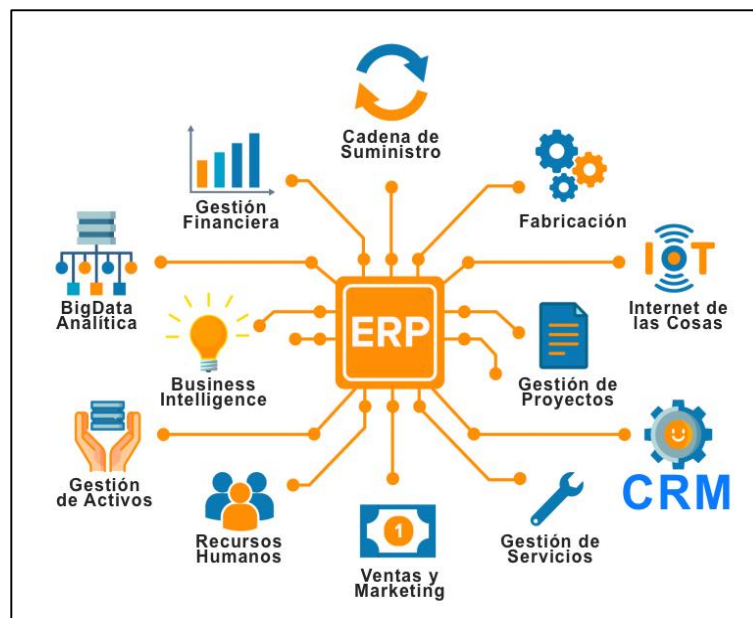 Cadena de
Suministro
Gestión
Financiera
Fabricación
BigData
Analítica
IOT
Internet de
las Cosas
ERP
Business
Intelligence
Gestión de
Proyectos
Gestión
de Activos
CRM
Recursos
Humanos
1
Ventas y
Marketing
Gestión de
Servicios